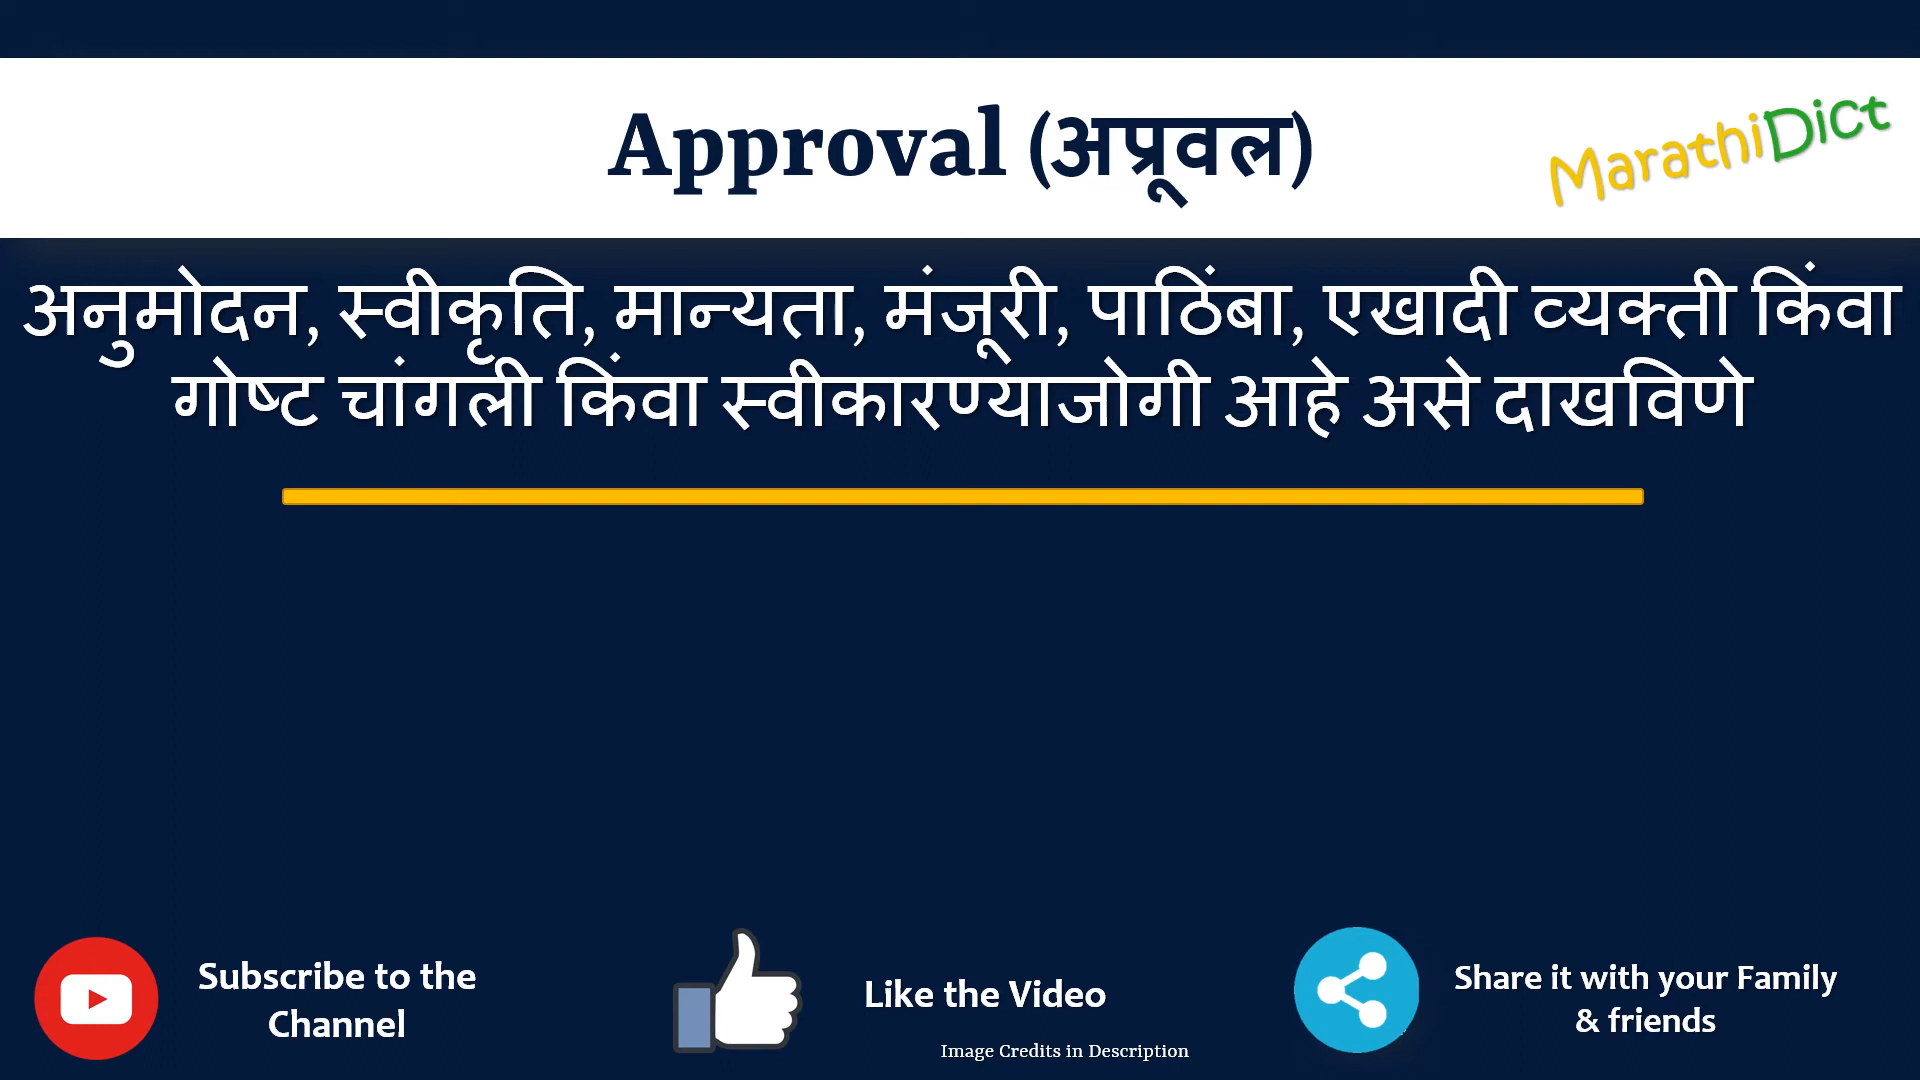 Approval (अप्रूवल)
MarathiDict
अनुमोदन, स्वीकृति, मान्यता, मंजूरी, पाठिंबा, एखादी व्यक्ती किंवा
गोष्ट चांगली किंवा स्वीकारण्याजोगी आहे असे दाखविणे
Subscribe to the
Channel
Like the Video
Image Credits in Description
Share it with your Family
& friends